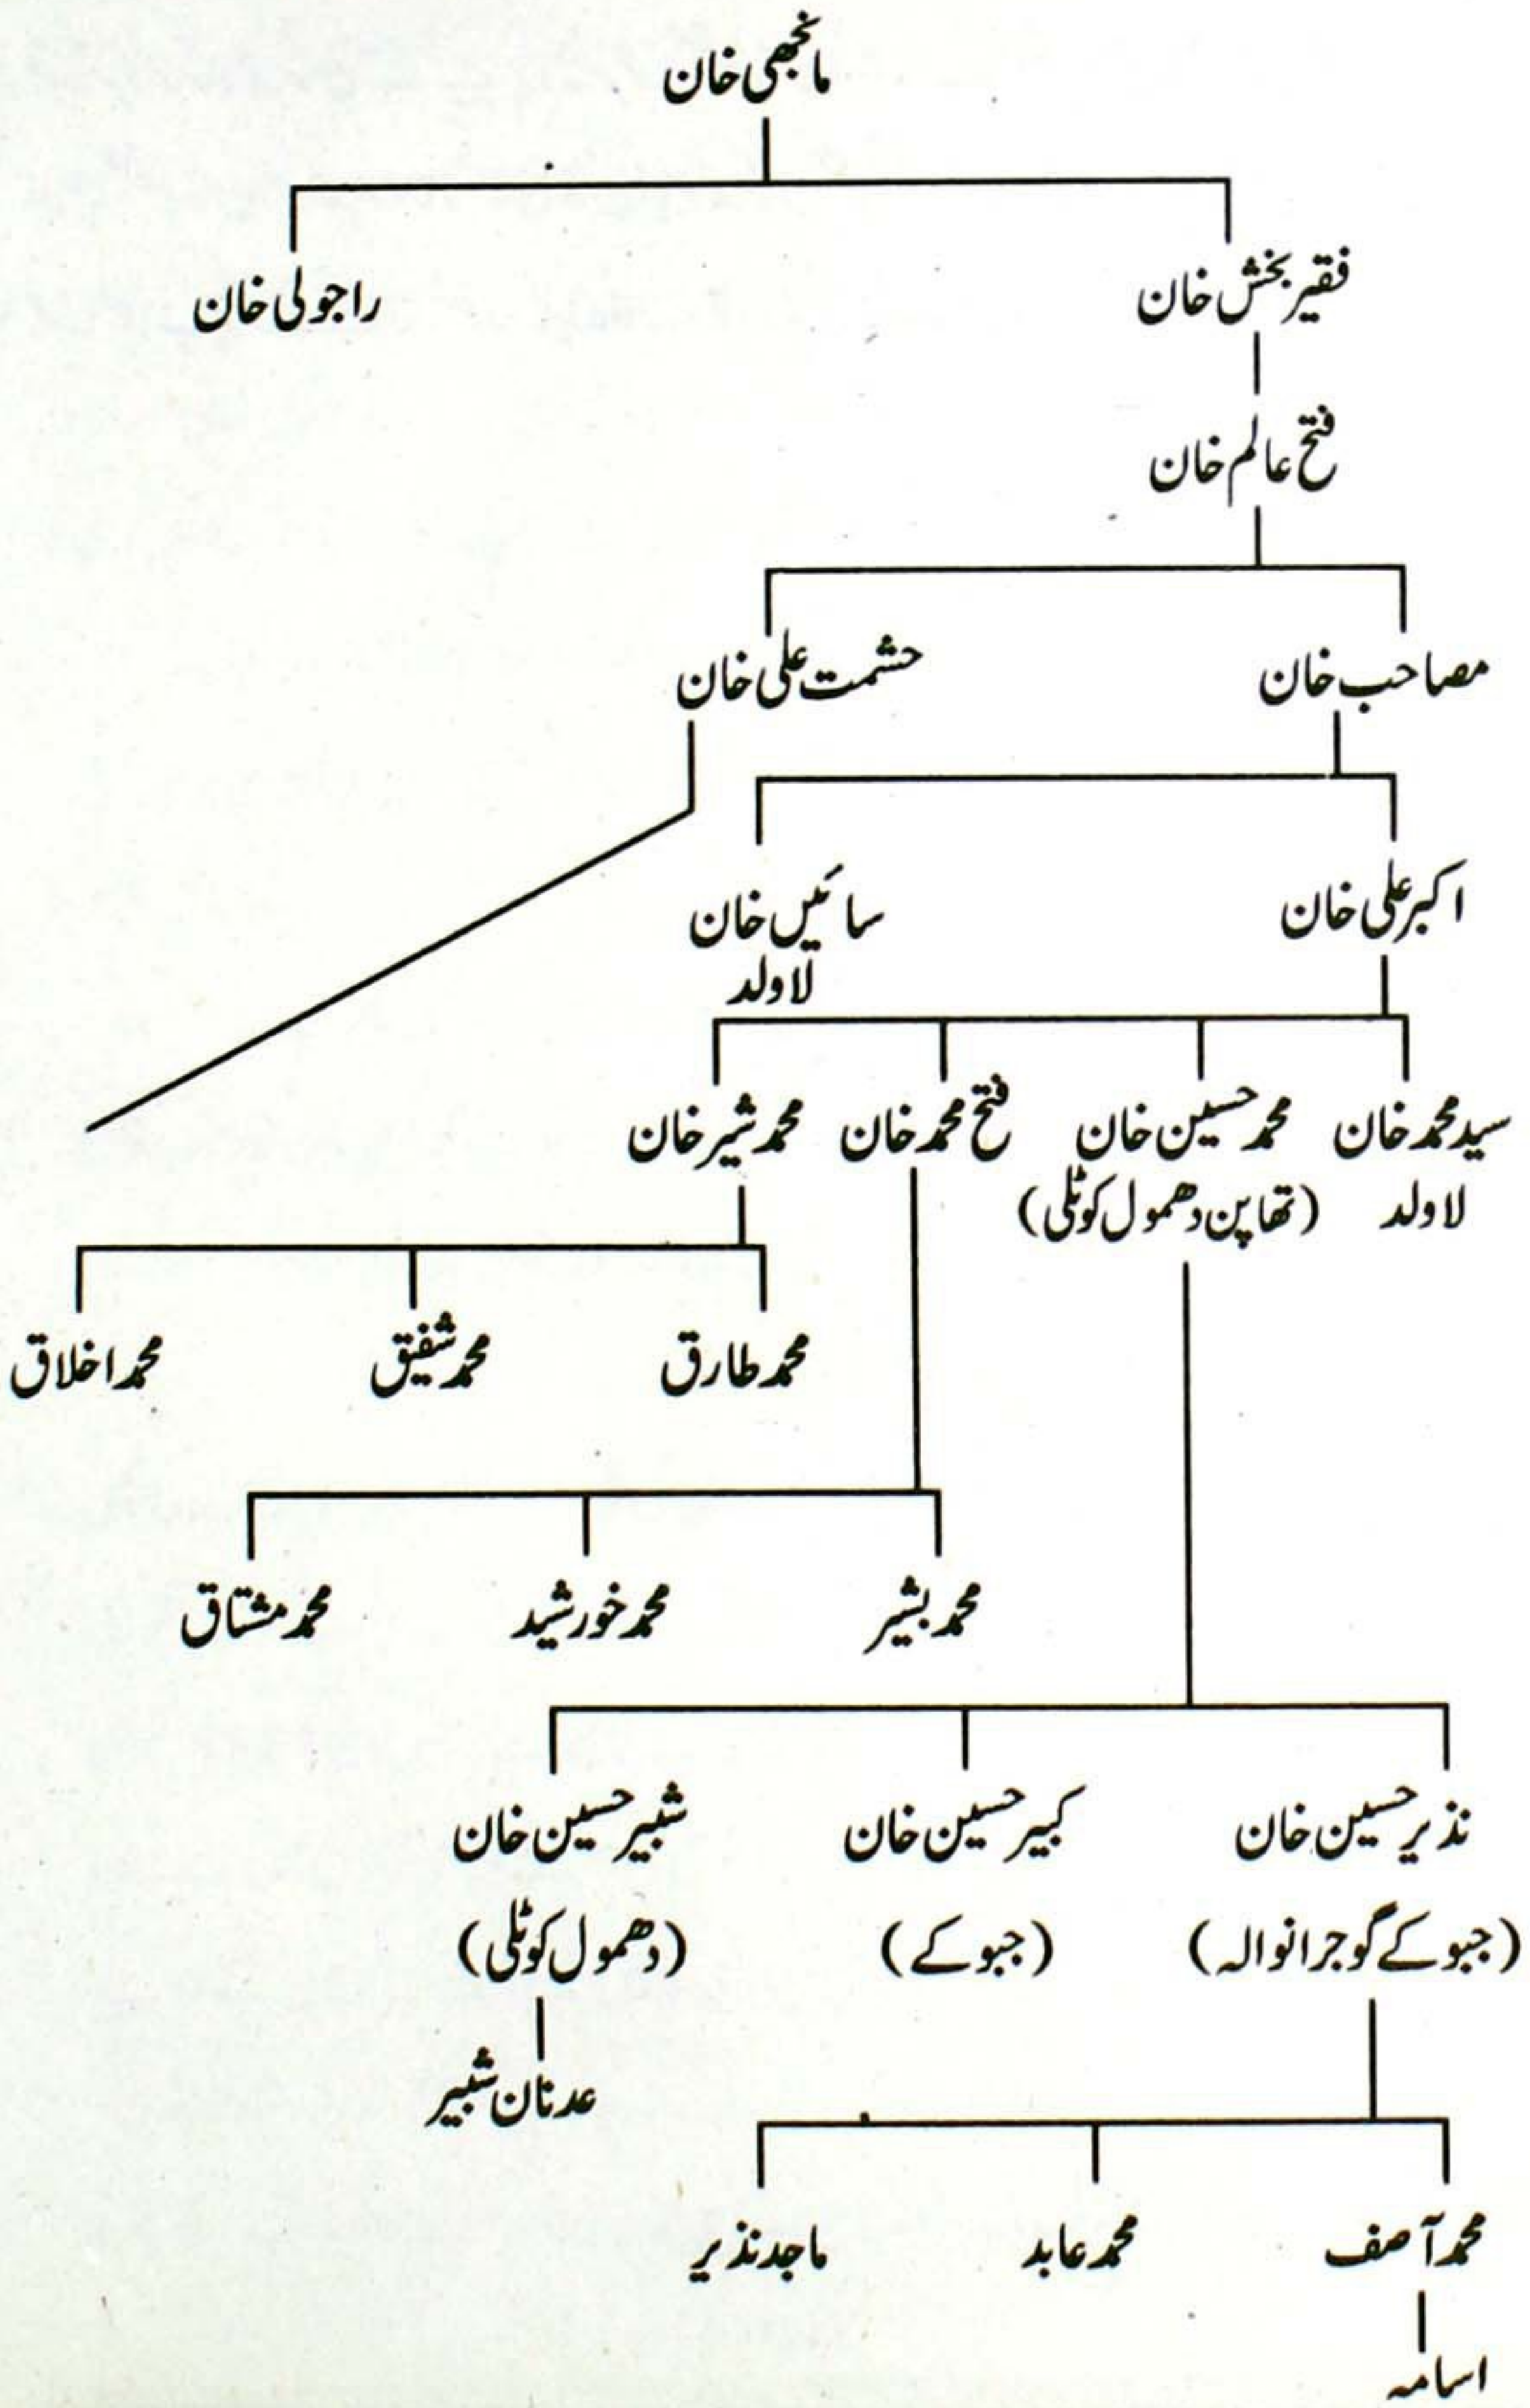 مانجھی خان
فقیر بخش خان
راجولی خان
فتح عالم خان
مصاحب خان
حشمت علی خان
اکبر علی خان
سائیں خان
لاولد
سید محمد خان
لاولد
محمد حسین خان
(تھاپن دھمول کوٹلی)
فتح محمد خان
محمد شیر خان
محمد طارق
محمد شفیق
محمد اخلاق
محمد بشیر
محمد خورشید
محمد مشتاق
نذیر حسین خان
(جبوکے گوجرانوالہ)
کبیر حسین خان
(جبوکے)
شبیر حسین خان
(دھمول کوٹلی)
عدنان شبیر
محمد آصف
محمد عابد
ماجد نذیر
اسامہ